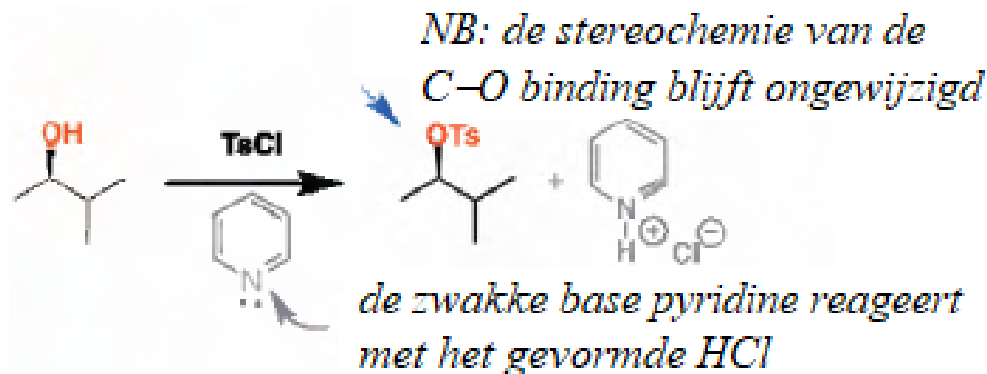 NB: de stereochemie van de
C–O binding blijft ongewijzigd
OH
TsCl
OTs
+
N
N
H
+
Cl
−
de zwakke base pyridine reageert
met het gevormde HCl